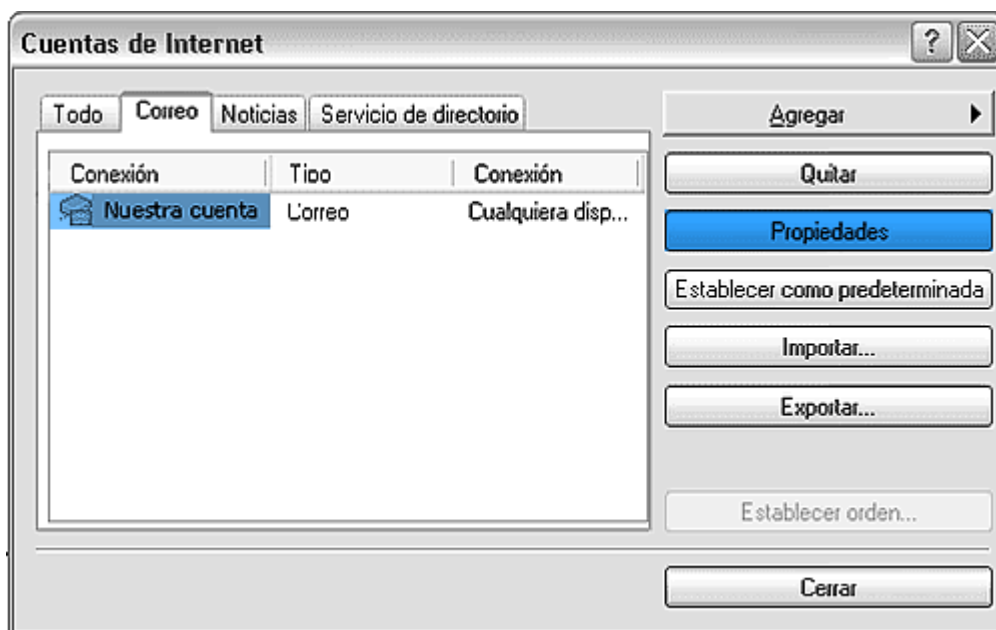 Cuentas de Internet
?
Todo Correo Noticias Servicio de directorio
Agregar
Conexión Tipo Conexión
Quitar
Nuestra cuenta Correo Cualquiera disp...
Propiedades
Establecer como predeterminada
Importar...
Exportar...
Establecer orden...
Cerrar